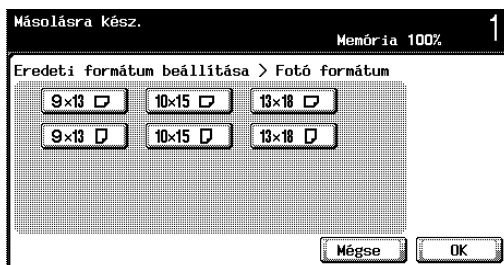 Másolásra kész.
1
Memória 100%
Eredeti formátum beállítása > Fotó formátum
9×13 10×15 13×18
9×13 10×15 13×18
Mégse OK